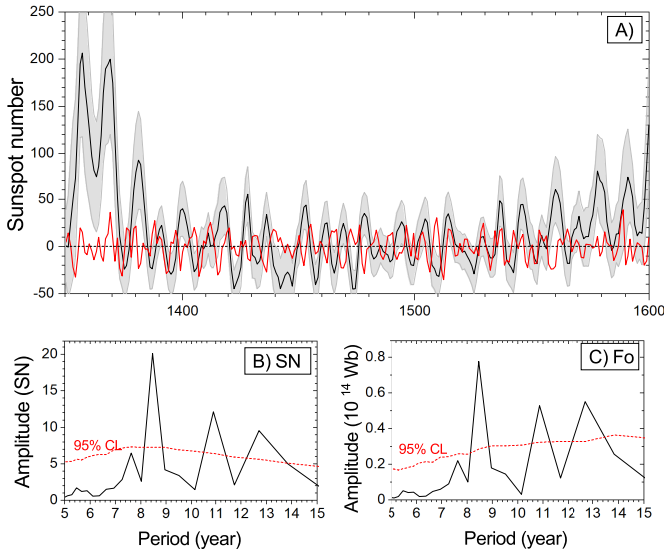 250
A)
200
150
100
50
0
-50
Sunspot number
1400
1500
1600
20
B) SN
15
10
5
0
Amplitude (SN)
95% CL
5 6 7 8 9 10 11 12 13 14 15
Period (year)
0.8
C) Fo
0.6
0.4
0.2
0
Amplitude (10 14 Wb)
95% CL
5 6 7 8 9 10 11 12 13 14 15
Period (year)